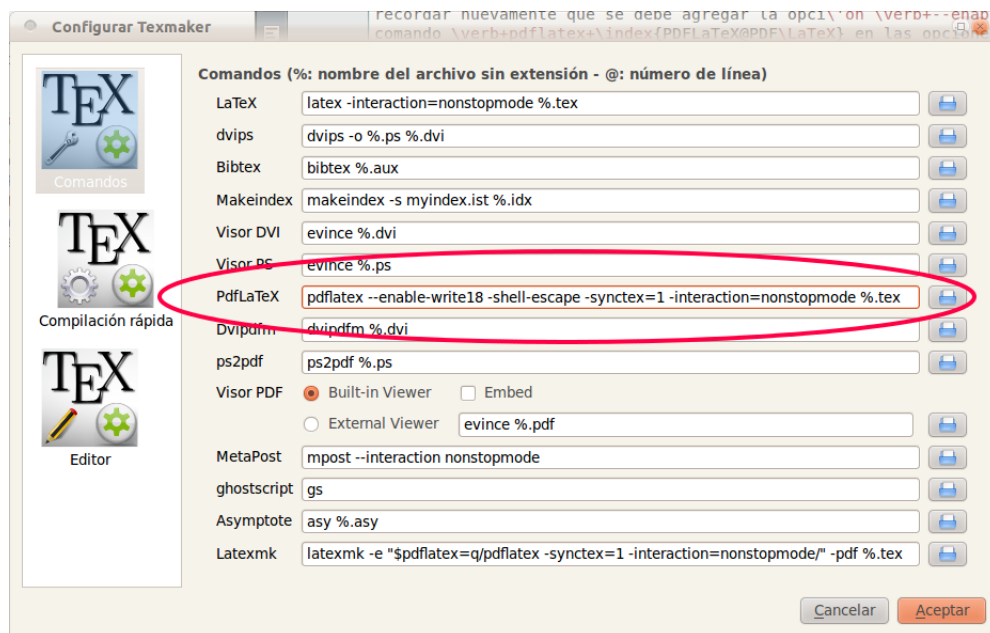 recordar nuevamente que se debe agregar la opci\'on \verb+--enab
Configurar Texmaker
comando \verb+pdflatex+\index{PDFLaTeX@PDF\LaTeX} en las opcione
Comandos (%: nombre del archivo sin extensión - @: número de línea)
TEX
Comandos
LaTeX latex -interaction=nonstopmode %.tex
dvips dvips -o %.ps %.dvi
Bibtex bibtex %.aux
Makeindex makeindex -s myindex.ist %.idx
TEX
Compilación rápida
Visor DVI evince %.dvi
Visor PS evince %.ps
PdfLaTeX pdflatex --enable-write18 -shell-escape -synctex=1 -interaction=nonstopmode %.tex
Dvipdfm dvipdfm %.dvi
TEX
Editor
ps2pdf ps2pdf %.ps
Visor PDF Built-in Viewer Embed
External Viewer evince %.pdf
MetaPost mpost --interaction nonstopmode
ghostscript gs
Asymptote asy %.asy
Latexmk latexmk -e "$pdflatex=q/pdflatex -synctex=1 -interaction=nonstopmode/" -pdf %.tex
Cancelar Aceptar